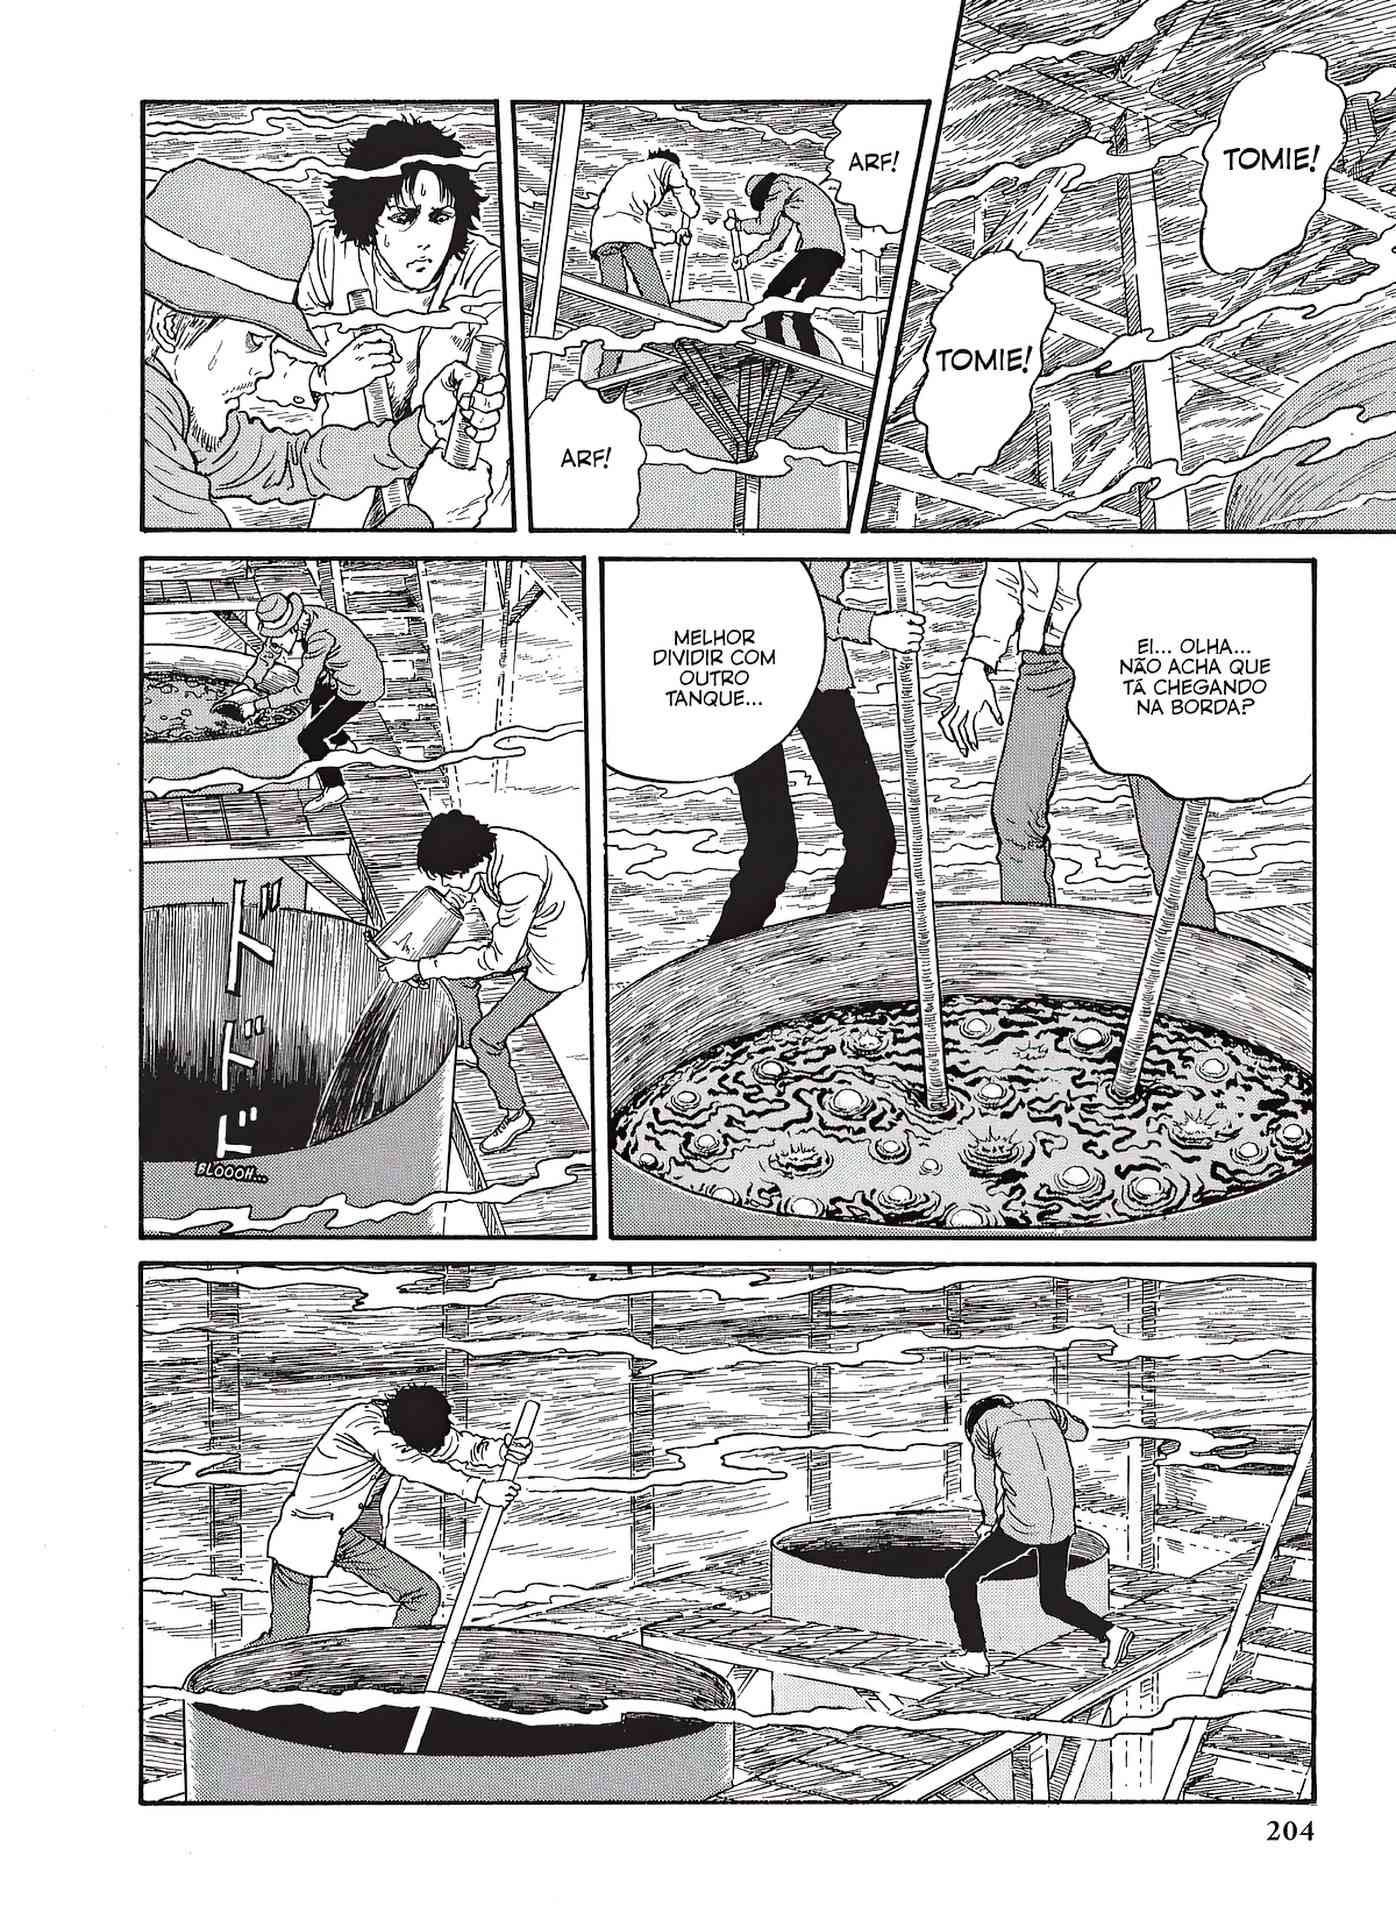 TOMIE!
TOMIE!
ARF!
ARF!
EI... OLHA...
NÃO ACHA QUE
TÁ CHEGANDO
NA BORDA?
MELHOR
DIVIDIR COM
OUTRO
TANQUE...
ドドド
BLOOOH...
204